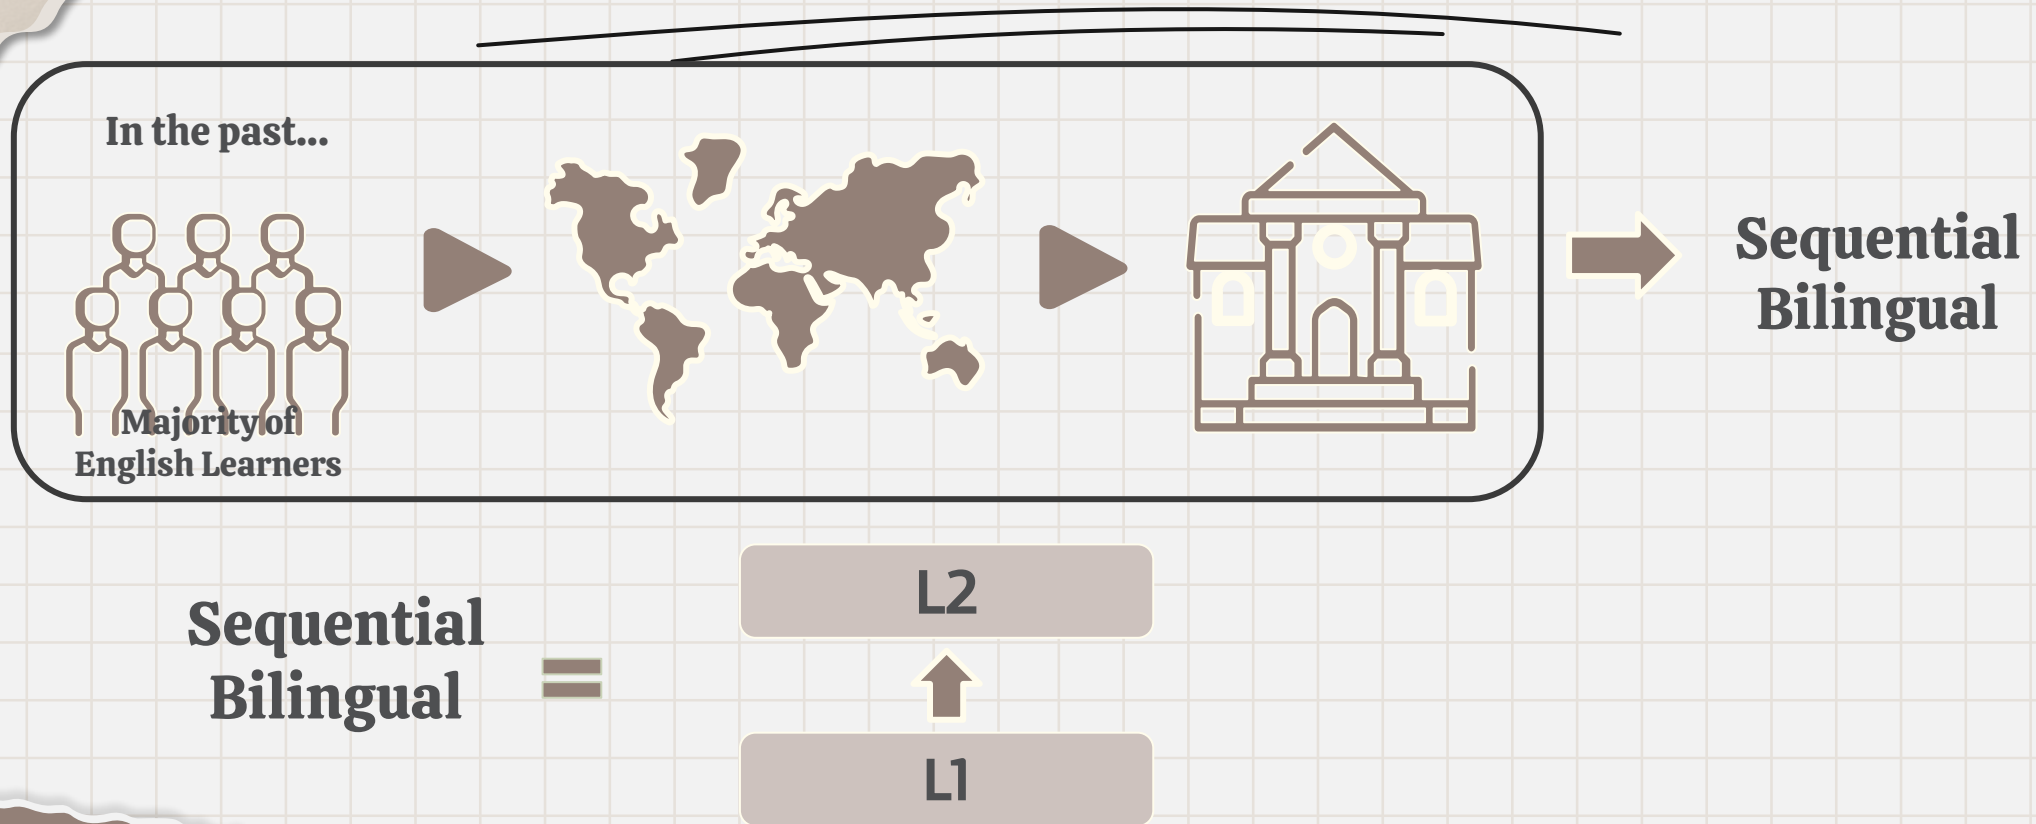 In the past...
Majority of
English Learners
Sequential
Bilingual
L2
Sequential
Bilingual
L1